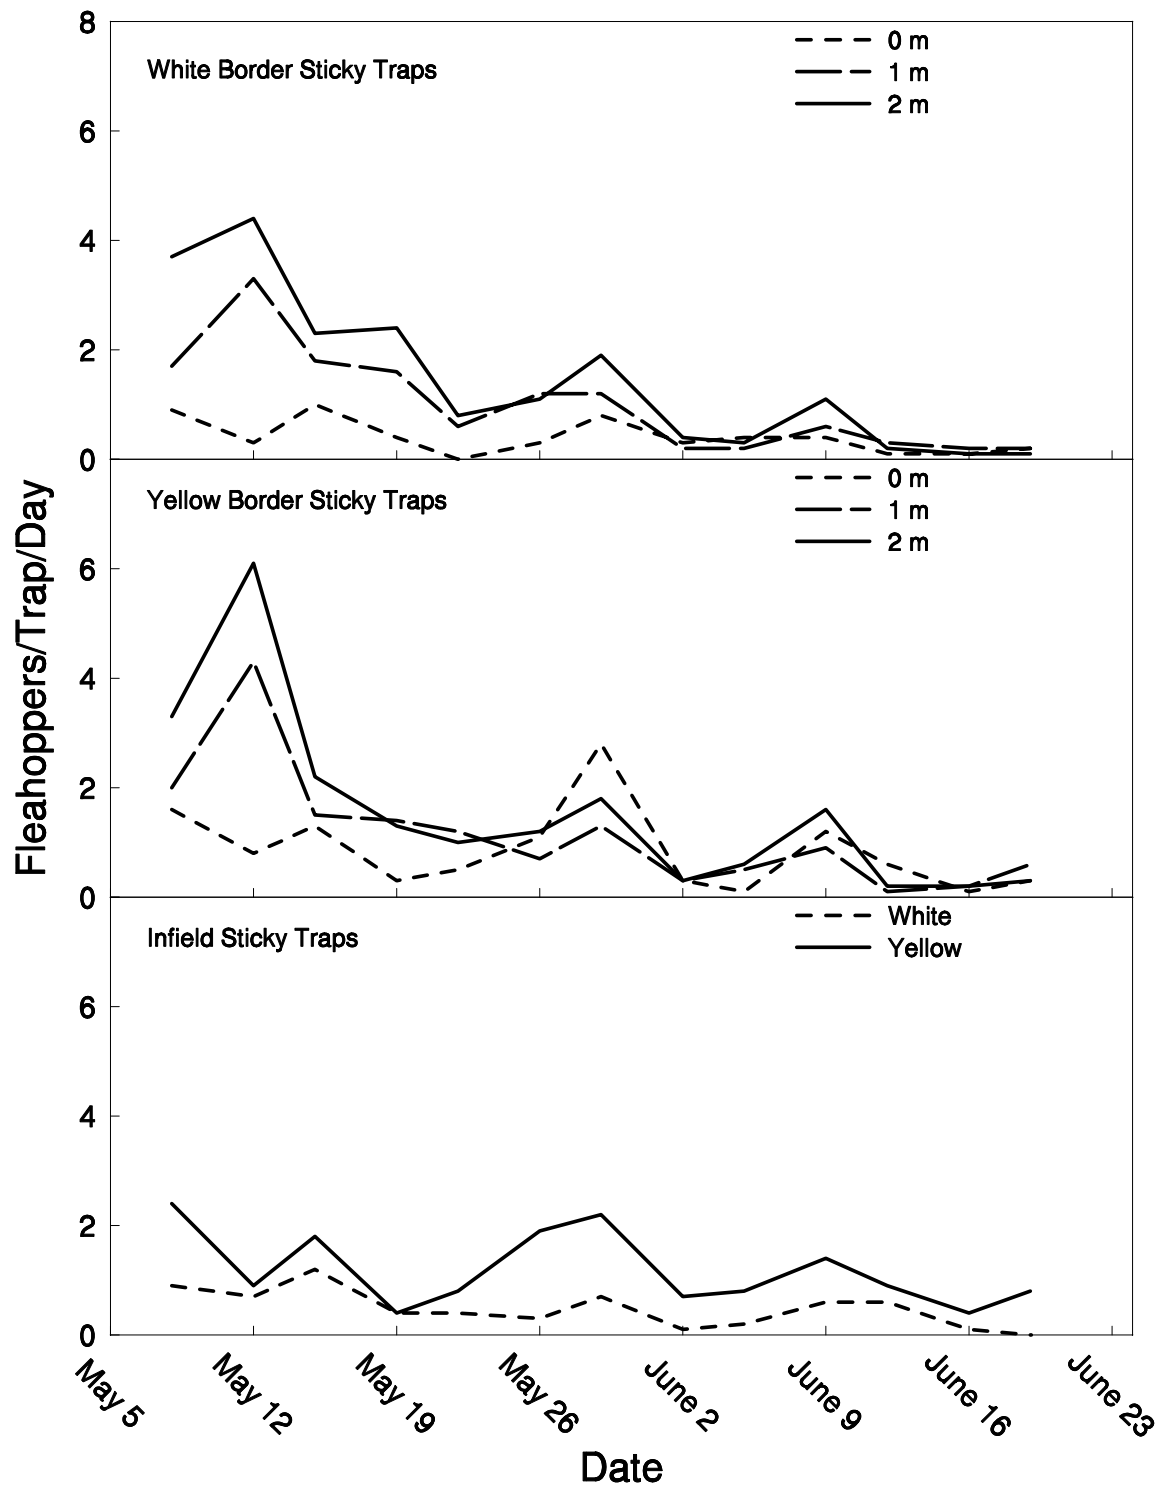 8
White Border Sticky Traps
0 m
1 m
2 m
6
4
2
0
Yellow Border Sticky Traps
0 m
1 m
2 m
6
4
2
0
Infield Sticky Traps
White
Yellow
6
4
2
0
Fleahoppers/Trap/Day
May 5
May 12
May 19
May 26
June 2
June 9
June 16
June 23
Date